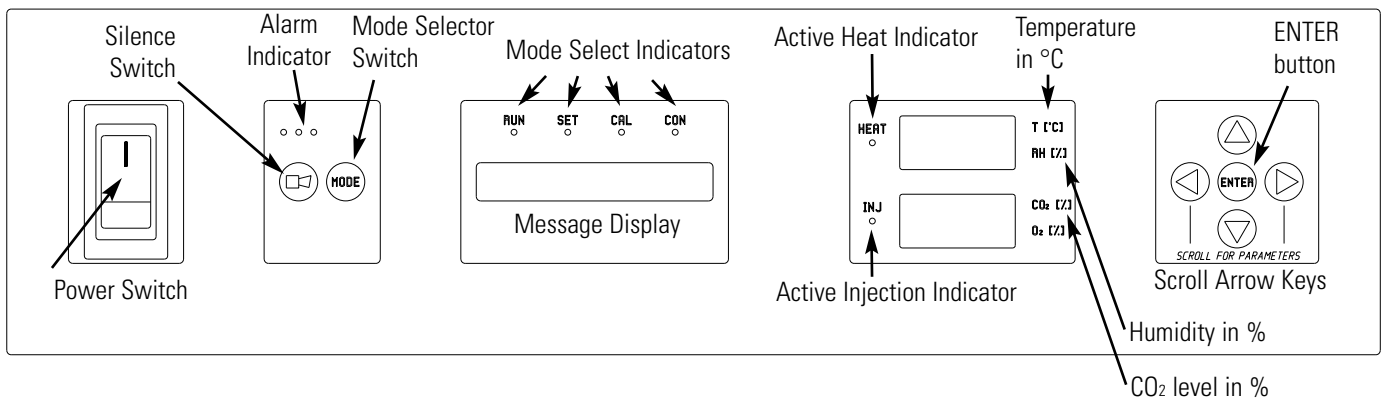 Silence
Switch
Alarm
Indicator
Mode Selector
Switch
Mode Select Indicators
Active Heat Indicator
Temperature
in °C
ENTER
button
RUN SET CAL CON
HEAT
T [°C]
RH [%]
MODE
ENTER
INJ
CO₂ [%]
O₂ [%]
Message Display
SCROLL FOR PARAMETERS
Power Switch
Active Injection Indicator
Scroll Arrow Keys
Humidity in %
CO₂ level in %